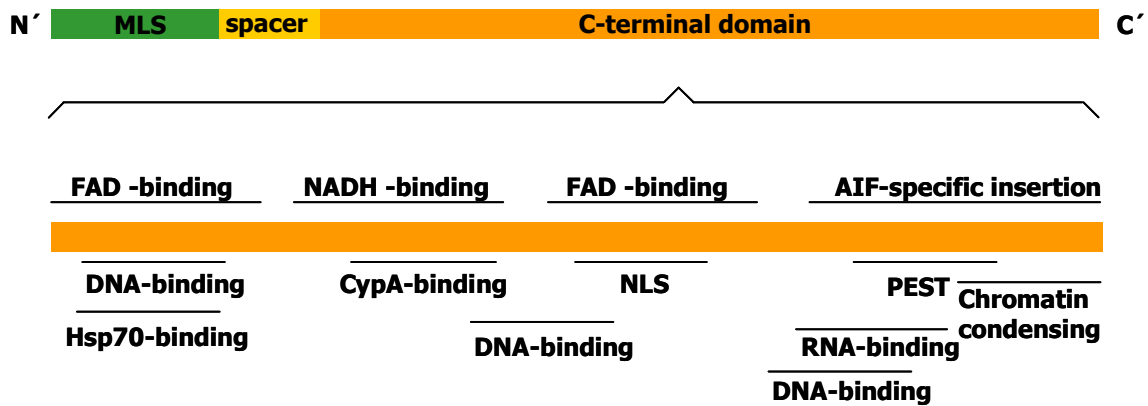 N´ MLS spacer C-terminal domain C´
FAD -binding NADH -binding FAD -binding AIF-specific insertion
DNA-binding CypA-binding NLS PEST Chromatin
condensing
Hsp70-binding DNA-binding RNA-binding
DNA-binding